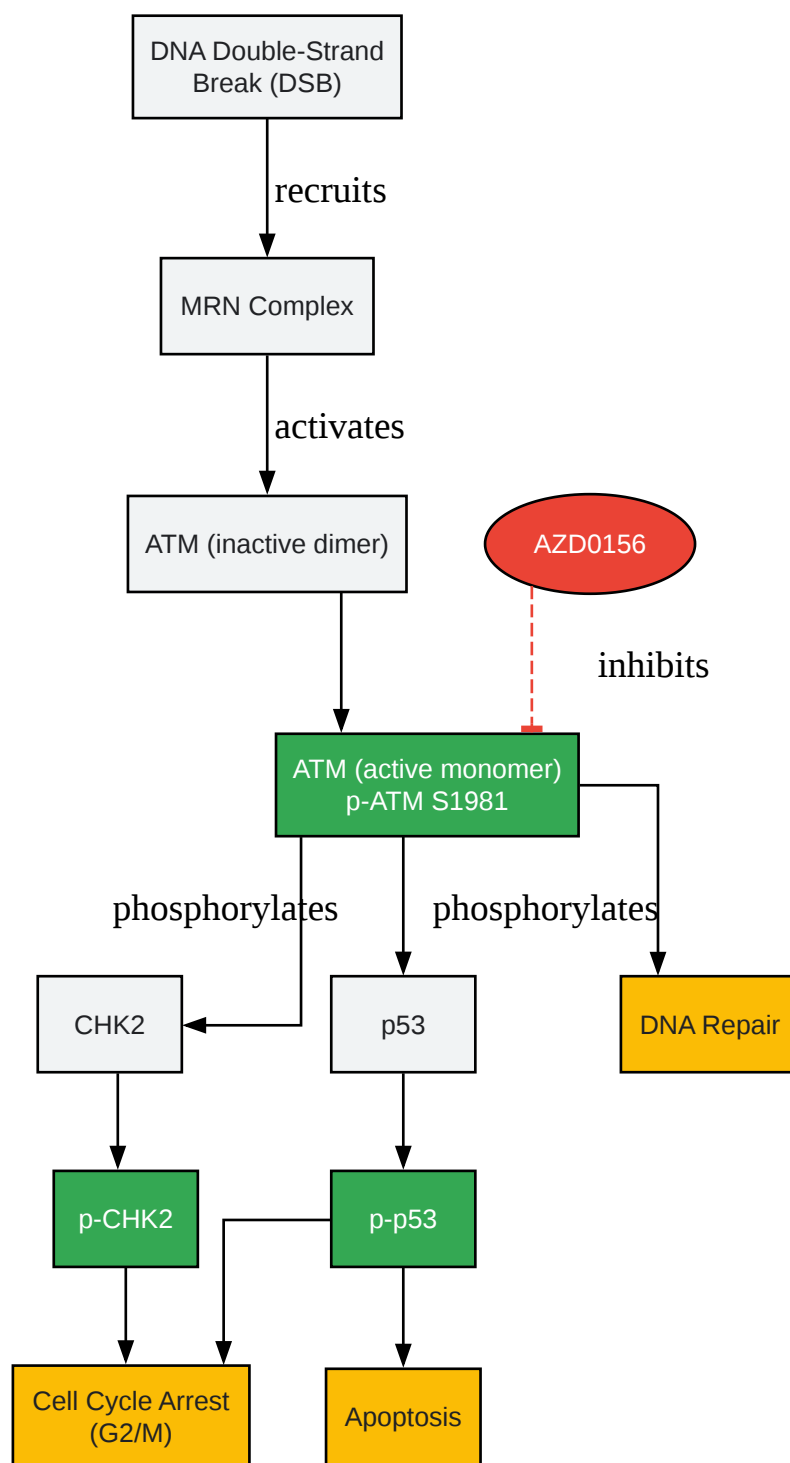 DNA Double-Strand
Break (DSB)
recruits
MRN Complex
activates
ATM (inactive dimer)
AZD0156
inhibits
ATM (active monomer)
p-ATM S1981
phosphorylates
phosphorylates
CHK2
p53
DNA Repair
p-CHK2
p-p53
Cell Cycle Arrest
(G2/M)
Apoptosis